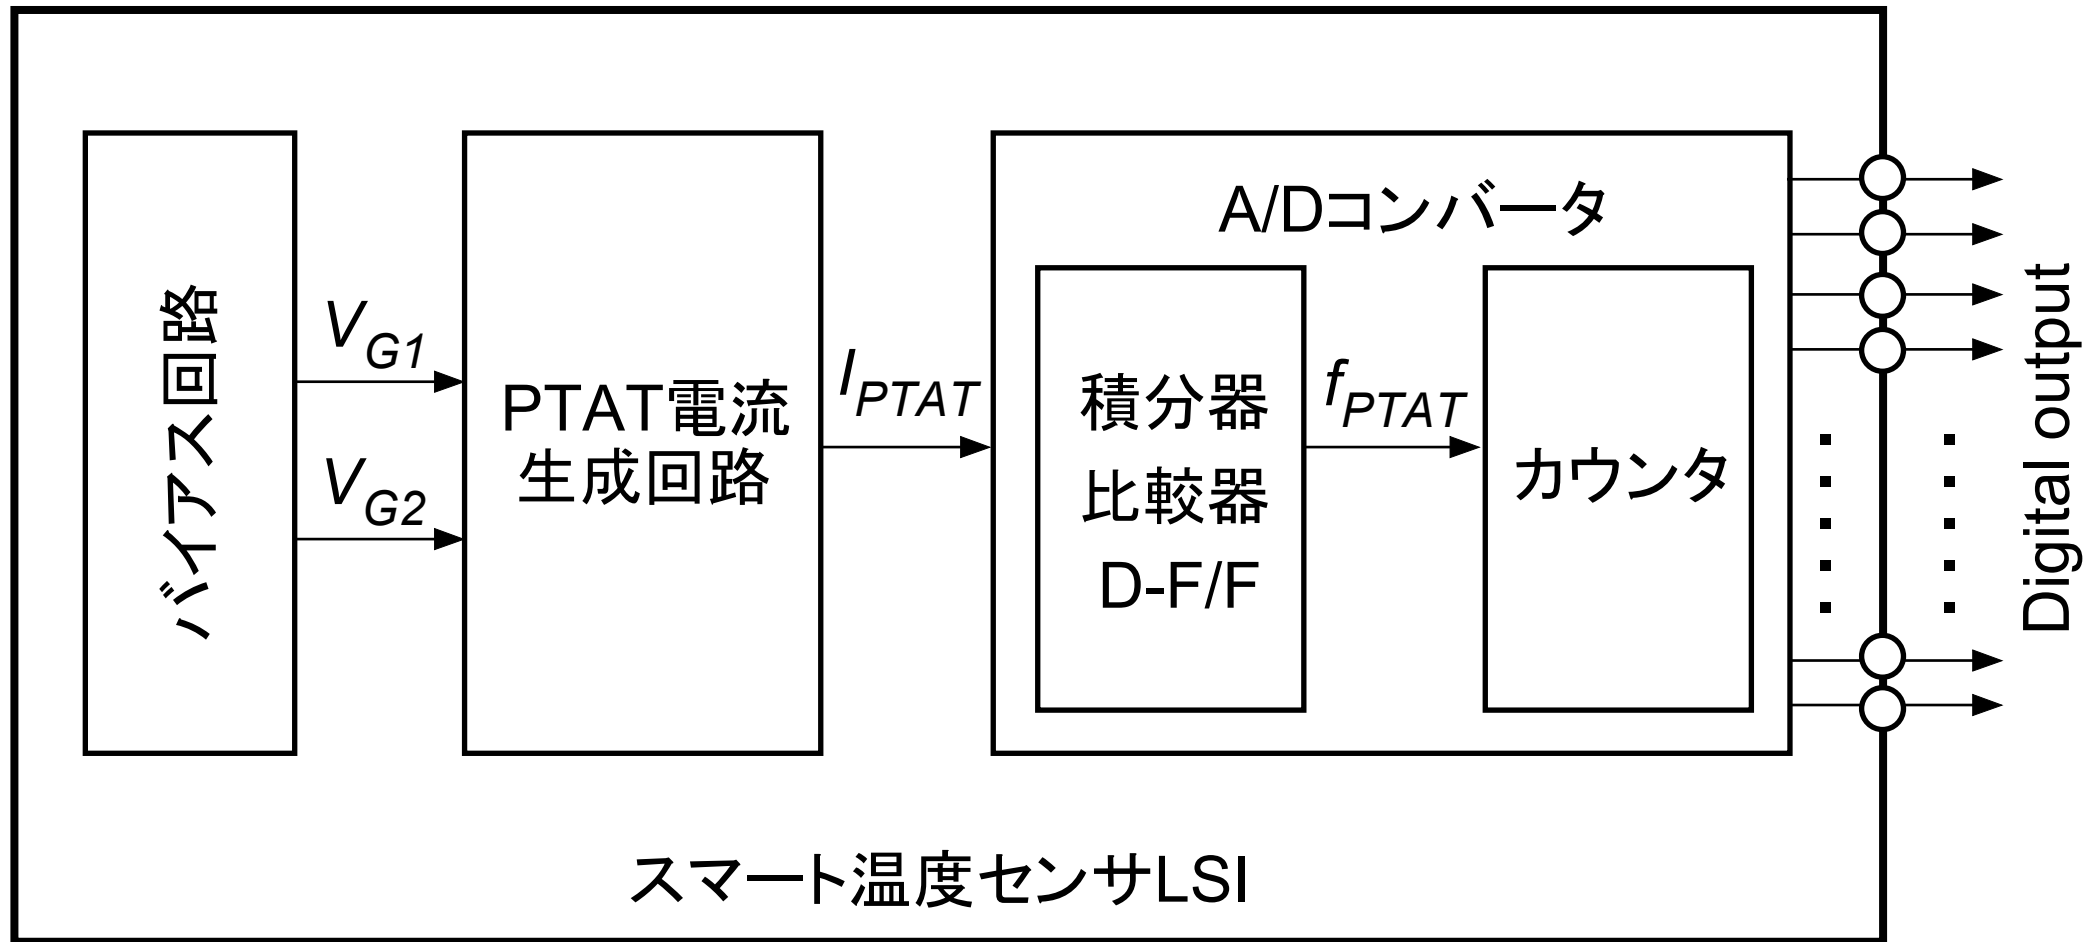 バイアス回路
VG1
VG2
PTAT電流
生成回路
IPTAT
A/Dコンバータ
積分器
比較器
D-F/F
fPTAT
カウンタ
Digital output
スマート温度センサLSI